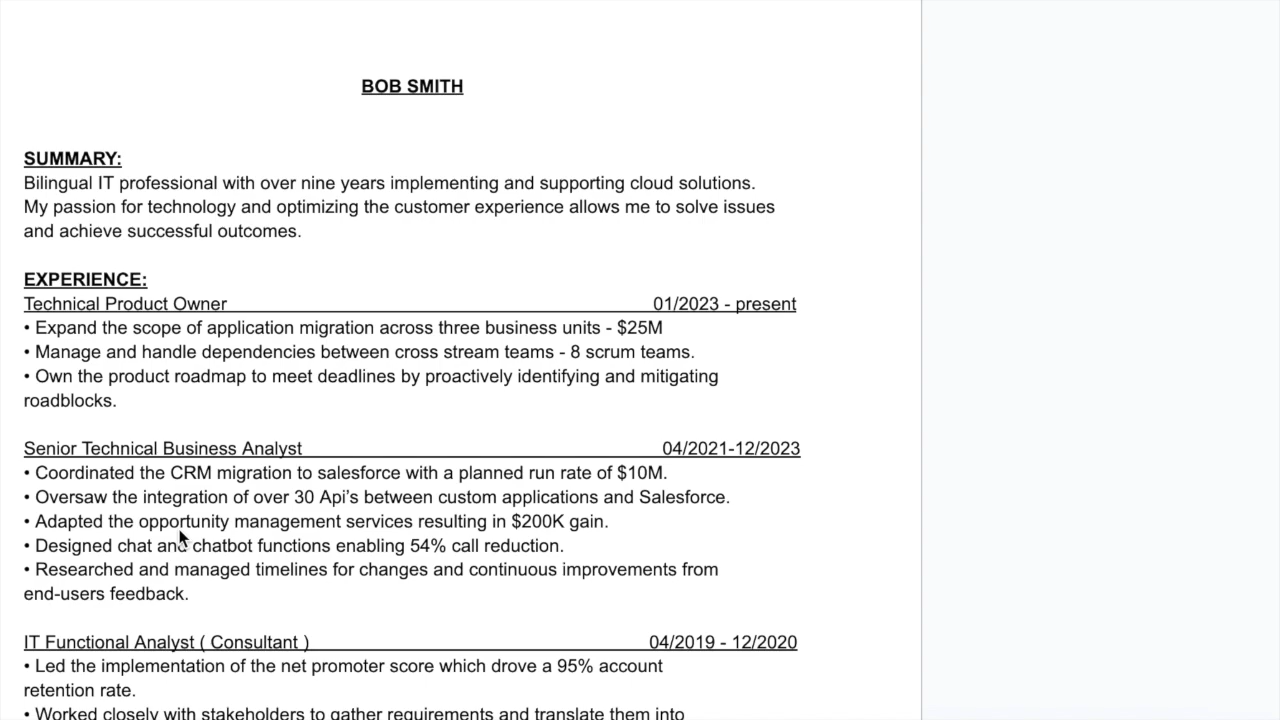 BOB SMITH
SUMMARY:
Bilingual IT professional with over nine years implementing and supporting cloud solutions.
My passion for technology and optimizing the customer experience allows me to solve issues
and achieve successful outcomes.
EXPERIENCE:
Technical Product Owner 01/2023 - present
• Expand the scope of application migration across three business units - $25M
• Manage and handle dependencies between cross stream teams - 8 scrum teams.
• Own the product roadmap to meet deadlines by proactively identifying and mitigating
roadblocks.
Senior Technical Business Analyst 04/2021-12/2023
• Coordinated the CRM migration to salesforce with a planned run rate of $10M.
• Oversaw the integration of over 30 Api’s between custom applications and Salesforce.
• Adapted the opportunity management services resulting in $200K gain.
• Designed chat and chatbot functions enabling 54% call reduction.
• Researched and managed timelines for changes and continuous improvements from
end-users feedback.
IT Functional Analyst ( Consultant ) 04/2019 - 12/2020
• Led the implementation of the net promoter score which drove a 95% account
retention rate.
• Worked closely with stakeholders to gather requirements and translate them into